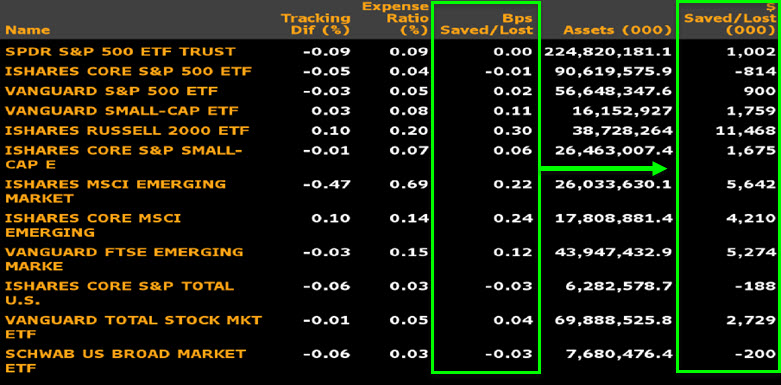 Name Tracking Dif (%) Expense Ratio (%) Bps Saved/Lost Assets (000) $ Saved/Lost (000)
SPDR S&P 500 ETF TRUST -0.09 0.09 0.00 224,820,181.1 1,002
ISHARES CORE S&P 500 ETF -0.05 0.04 -0.01 90,619,575.9 -814
VANGUARD S&P 500 ETF -0.03 0.05 0.02 56,648,347.6 900
VANGUARD SMALL-CAP ETF 0.03 0.08 0.11 16,152,927 1,759
ISHARES RUSSELL 2000 ETF 0.10 0.20 0.30 38,728,264 11,468
ISHARES CORE S&P SMALL- -0.01 0.07 0.06 26,463,007.4 1,675
CAP E
ISHARES MSCI EMERGING -0.47 0.69 0.22 26,033,630.1 5,642
MARKET
ISHARES CORE MSCI 0.10 0.14 0.24 17,808,881.4 4,210
EMERGING
VANGUARD FTSE EMERGING -0.03 0.15 0.12 43,947,432.9 5,274
MARKE
ISHARES CORE S&P TOTAL -0.06 0.03 -0.03 6,282,578.7 -188
U.S.
VANGUARD TOTAL STOCK MKT -0.01 0.05 0.04 69,888,525.8 2,729
ETF
SCHWAB US BROAD MARKET -0.06 0.03 -0.03 7,680,476.4 -200
ETF